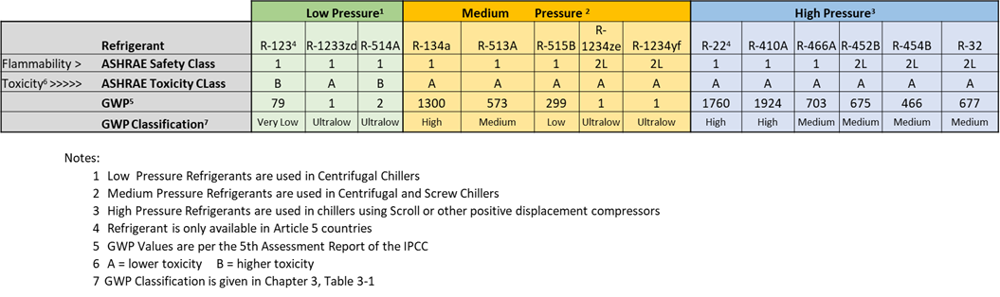 Low Pressure¹ Medium Pressure ² High Pressure³
Refrigerant R-123⁴ R-1233zd R-514A R-134a R-513A R-515B R-1234ze R-1234yf R-22⁴ R-410A R-466A R-452B R-454B R-32
Flammability > ASHRAE Safety Class 1 1 1 1 1 1 2L 2L 1 1 1 2L 2L 2L
Toxicity⁶ >>>>> ASHRAE Toxicity CLass B A B A A A A A A A A A A A
GWP⁵ 79 1 2 1300 573 299 1 1 1760 1924 703 675 466 677
GWP Classification⁷ Very Low Ultralow Ultralow High Medium Low Ultralow Ultralow High High Medium Medium Medium Medium
Notes:
1 Low Pressure Refrigerants are used in Centrifugal Chillers
2 Medium Pressure Refrigerants are used in Centrifugal and Screw Chillers
3 High Pressure Refrigerants are used in chillers using Scroll or other positive displacement compressors
4 Refrigerant is only available in Article 5 countries
5 GWP Values are per the 5th Assessment Report of the IPCC
6 A = lower toxicity B = higher toxicity
7 GWP Classification is given in Chapter 3, Table 3-1